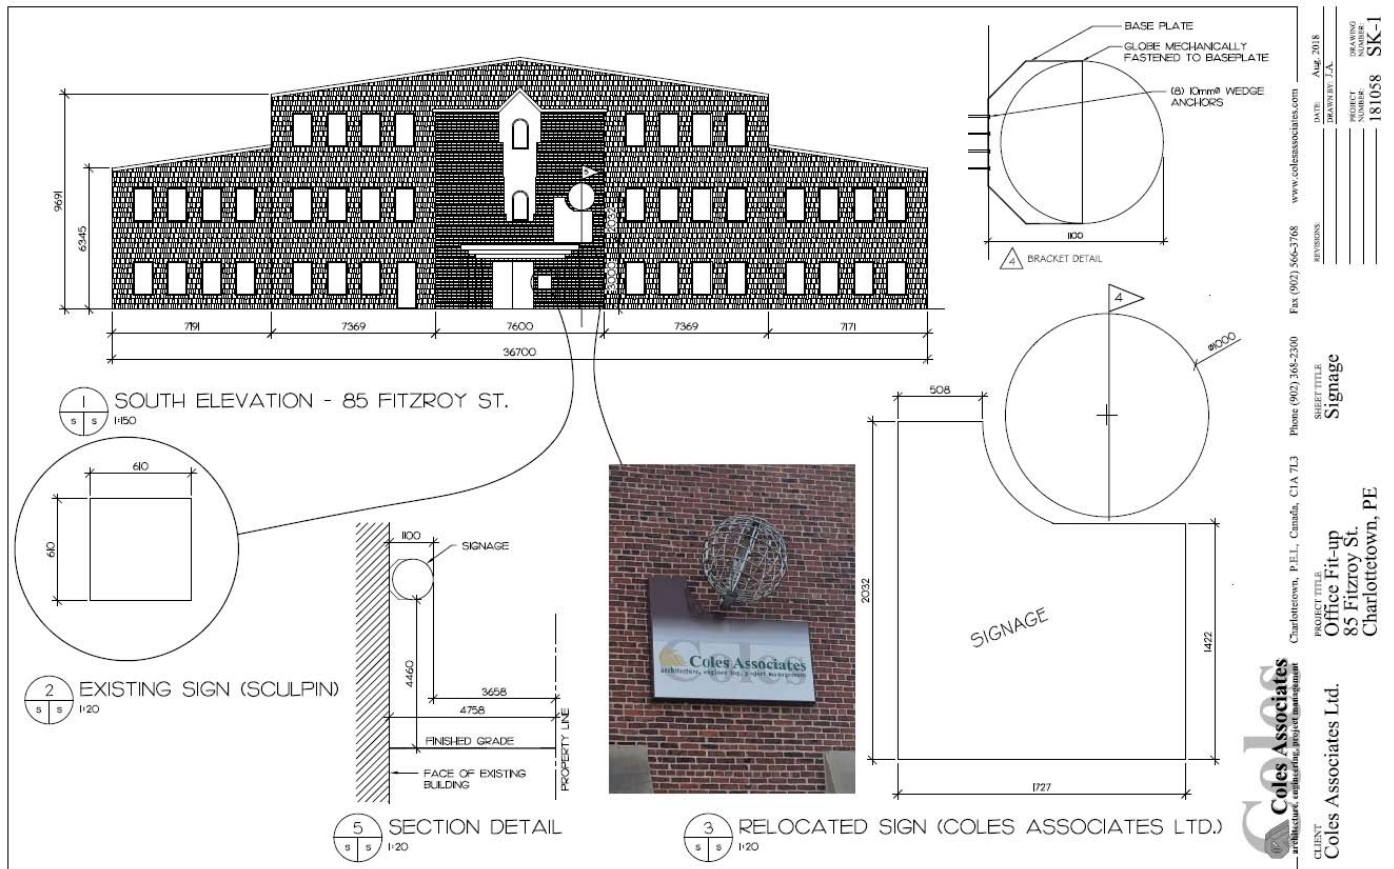 9691
6345
2032
3000
7191
7369
7600
7369
7171
36700
1
S S
SOUTH ELEVATION - 85 FITZROY ST.
1:150
BASE PLATE
GLOBE MECHANICALLY
FASTENED TO BASEPLATE
(8) 10mmø WEDGE
ANCHORS
1100
4
BRACKET DETAIL
610
610
2
S S
EXISTING SIGN (SCULPIN)
1:20
1100
SIGNAGE
4460
3658
4758
FINISHED GRADE
FACE OF EXISTING
BUILDING
PROPERTY LINE
5
S S
SECTION DETAIL
1:20
Coles
Coles Associates
architecture, engineering, project management
4
ø1000
508
2032
SIGNAGE
1422
1727
3
S S
RELOCATED SIGN (COLES ASSOCIATES LTD.)
1:20
Coles
Coles Associates
architecture, engineering, project management
Charlottetown, P.E.I., Canada, C1A 7L3 Phone (902) 368-2300 Fax (902) 566-3768 www.colesassociates.com
CLIENT
Coles Associates Ltd.
PROJECT TITLE
Office Fit-up
85 Fitzroy St.
Charlottetown, PE
SHEET TITLE
Signage
REVISIONS:
DATE: Aug. 2018
DRAWN BY: J.A.
PROJECT NUMBER:
181058
DRAWING NUMBER:
SK-1